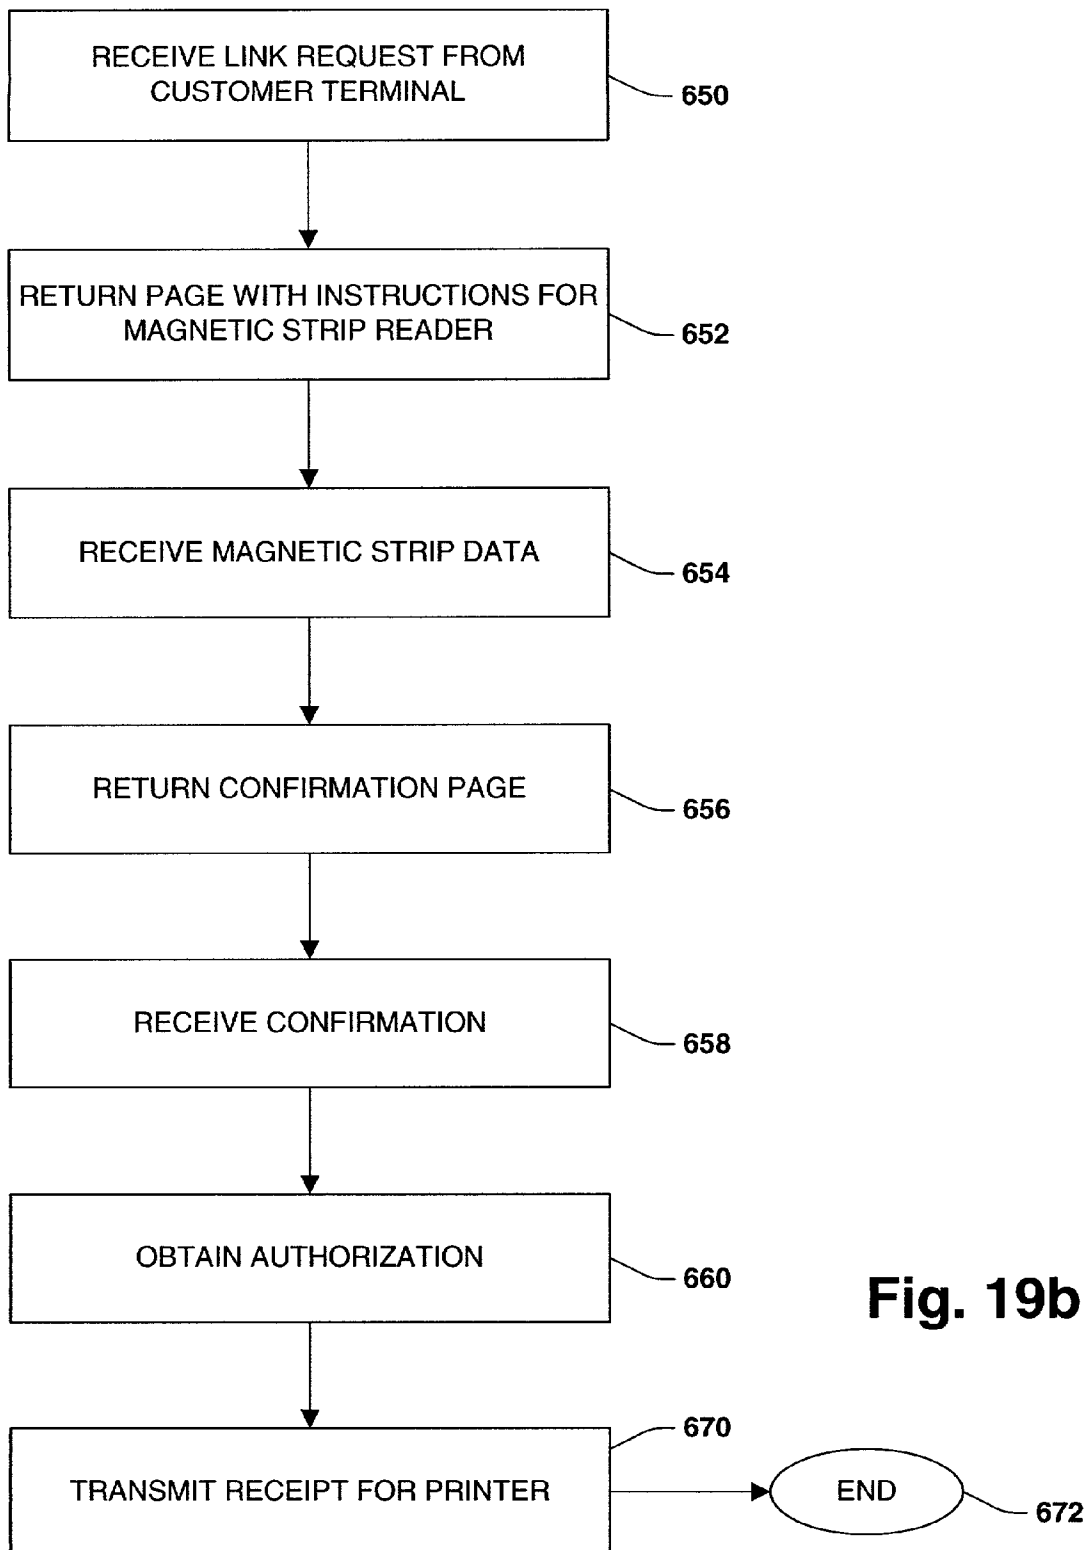 RECEIVE LINK REQUEST FROM
CUSTOMER TERMINAL
650
RETURN PAGE WITH INSTRUCTIONS FOR
MAGNETIC STRIP READER
652
RECEIVE MAGNETIC STRIP DATA
654
RETURN CONFIRMATION PAGE
656
RECEIVE CONFIRMATION
658
OBTAIN AUTHORIZATION
660
Fig. 19b
670
TRANSMIT RECEIPT FOR PRINTER
END
672